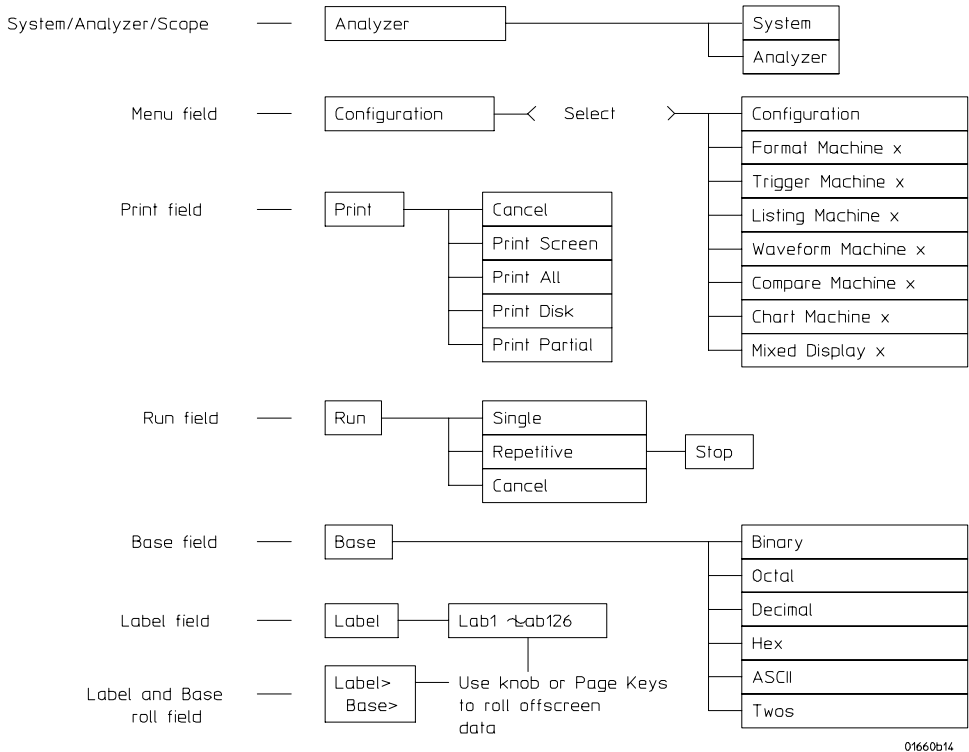 System/Analyzer/Scope
Analyzer
System
Analyzer
Menu field
Configuration
Select
Configuration
Format Machine x
Trigger Machine x
Listing Machine x
Waveform Machine x
Compare Machine x
Chart Machine x
Mixed Display x
Print field
Print
Cancel
Print Screen
Print All
Print Disk
Print Partial
Run field
Run
Single
Repetitive
Cancel
Stop
Base field
Base
Binary
Octal
Decimal
Hex
ASCII
Twos
Label field
Label
Lab1 ~Lab126
Label and Base
roll field
Label>
Base>
Use knob or Page Keys
to roll offscreen
data
01660b14